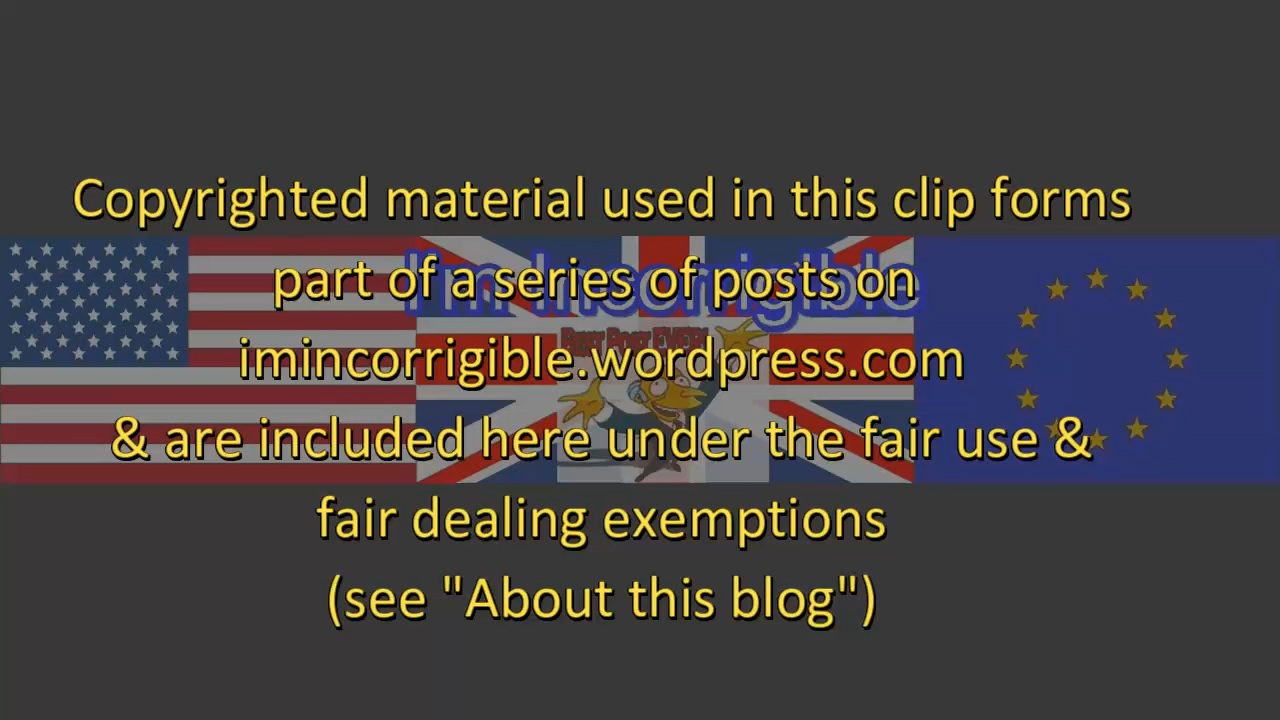 Copyrighted material used in this clip forms
part of a series of posts on
I'm Incorrigible
imincorrigible.wordpress.com
& are included here under the fair use &
fair dealing exemptions
(see "About this blog")